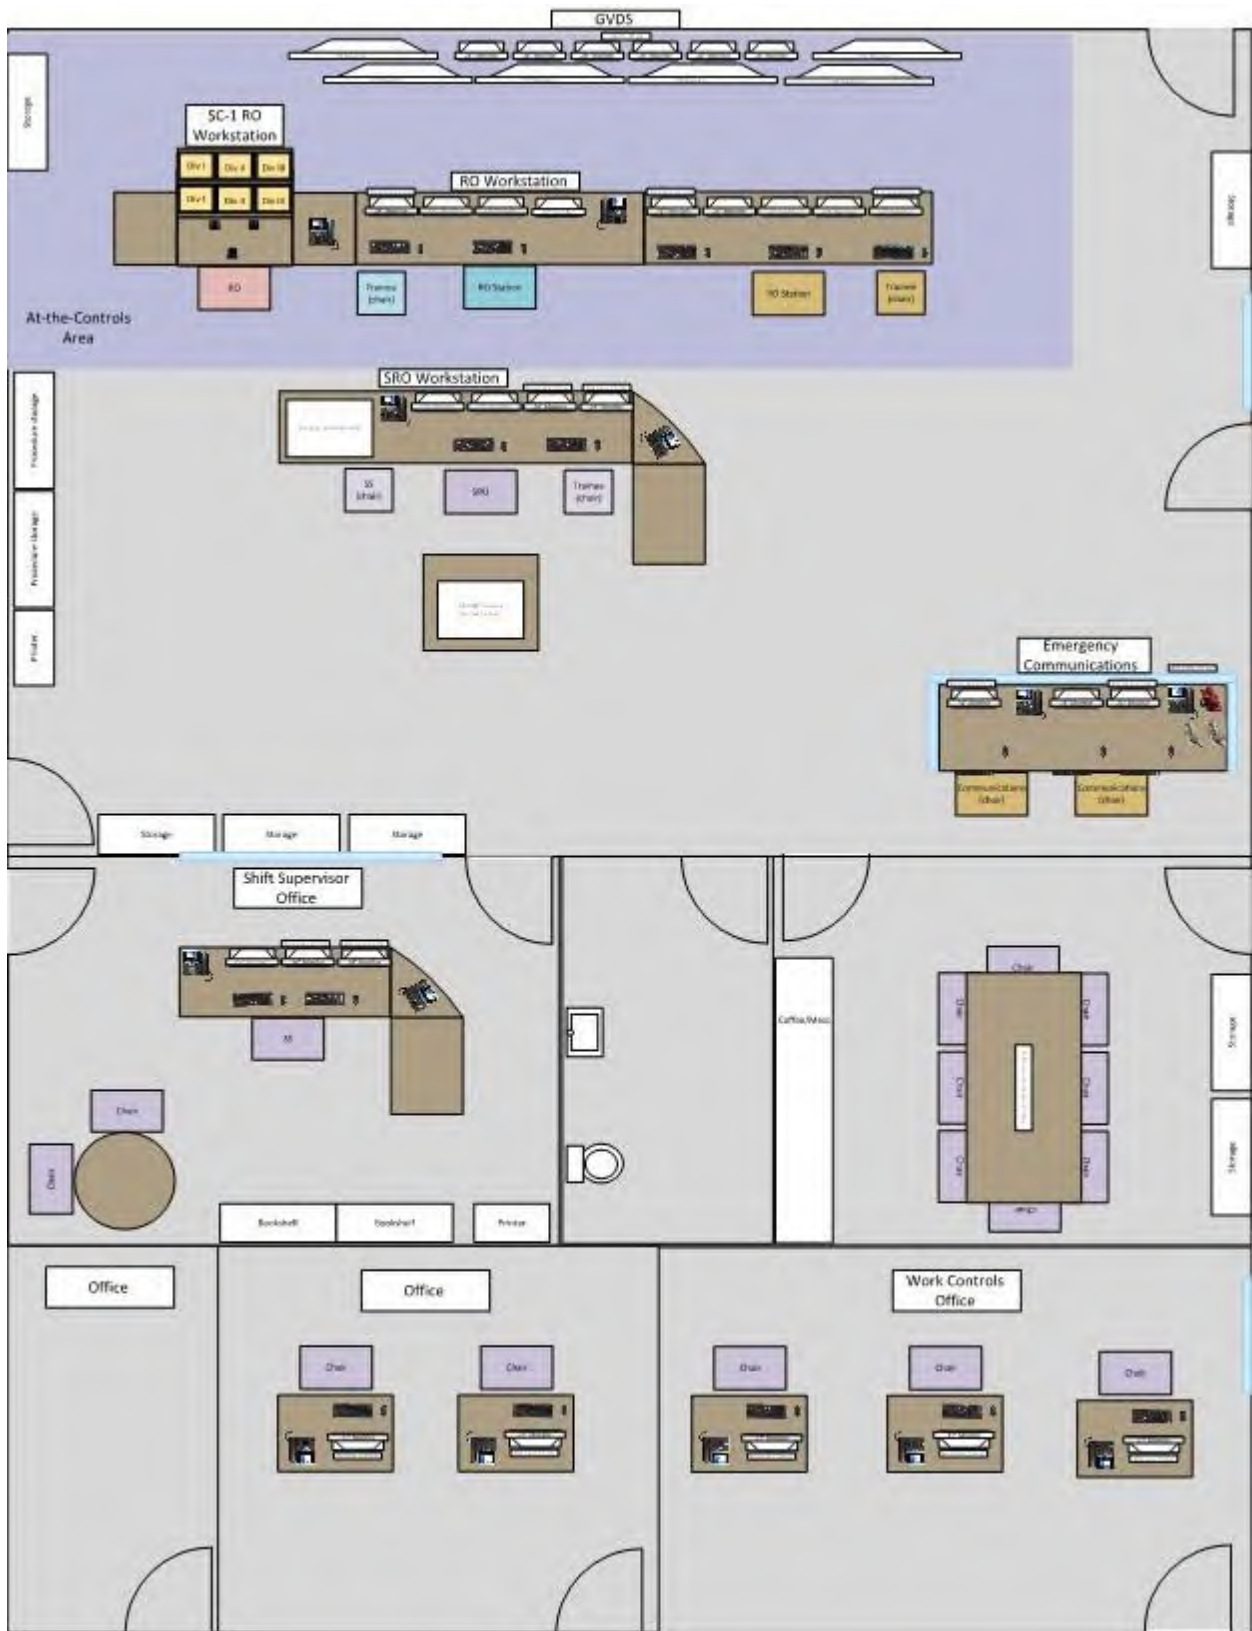 GVDS
Storage
SC-1 RO
Workstation
Div I
Div II
Div III
Div I
Div II
Div III
RO Workstation
Storage
RO
Trainee
(chair)
RO Station
RO Station
Trainee
(chair)
At-the-Controls
Area
SRO Workstation
Procedure storage
SS
(chair)
SRO
Trainee
(chair)
Procedure storage
Printer
Emergency
Communications
Communications
(chair)
Communications
(chair)
Storage
Storage
Storage
Shift Supervisor
Office
SS
Chair
Chair
Bookshelf
Bookshelf
Printer
Coffee/Mess
Chair
Chair
Chair
Chair
Chair
Chair
Chair
Chair
Storage
Storage
Office
Office
Work Controls
Office
Chair
Chair
Chair
Chair
Chair